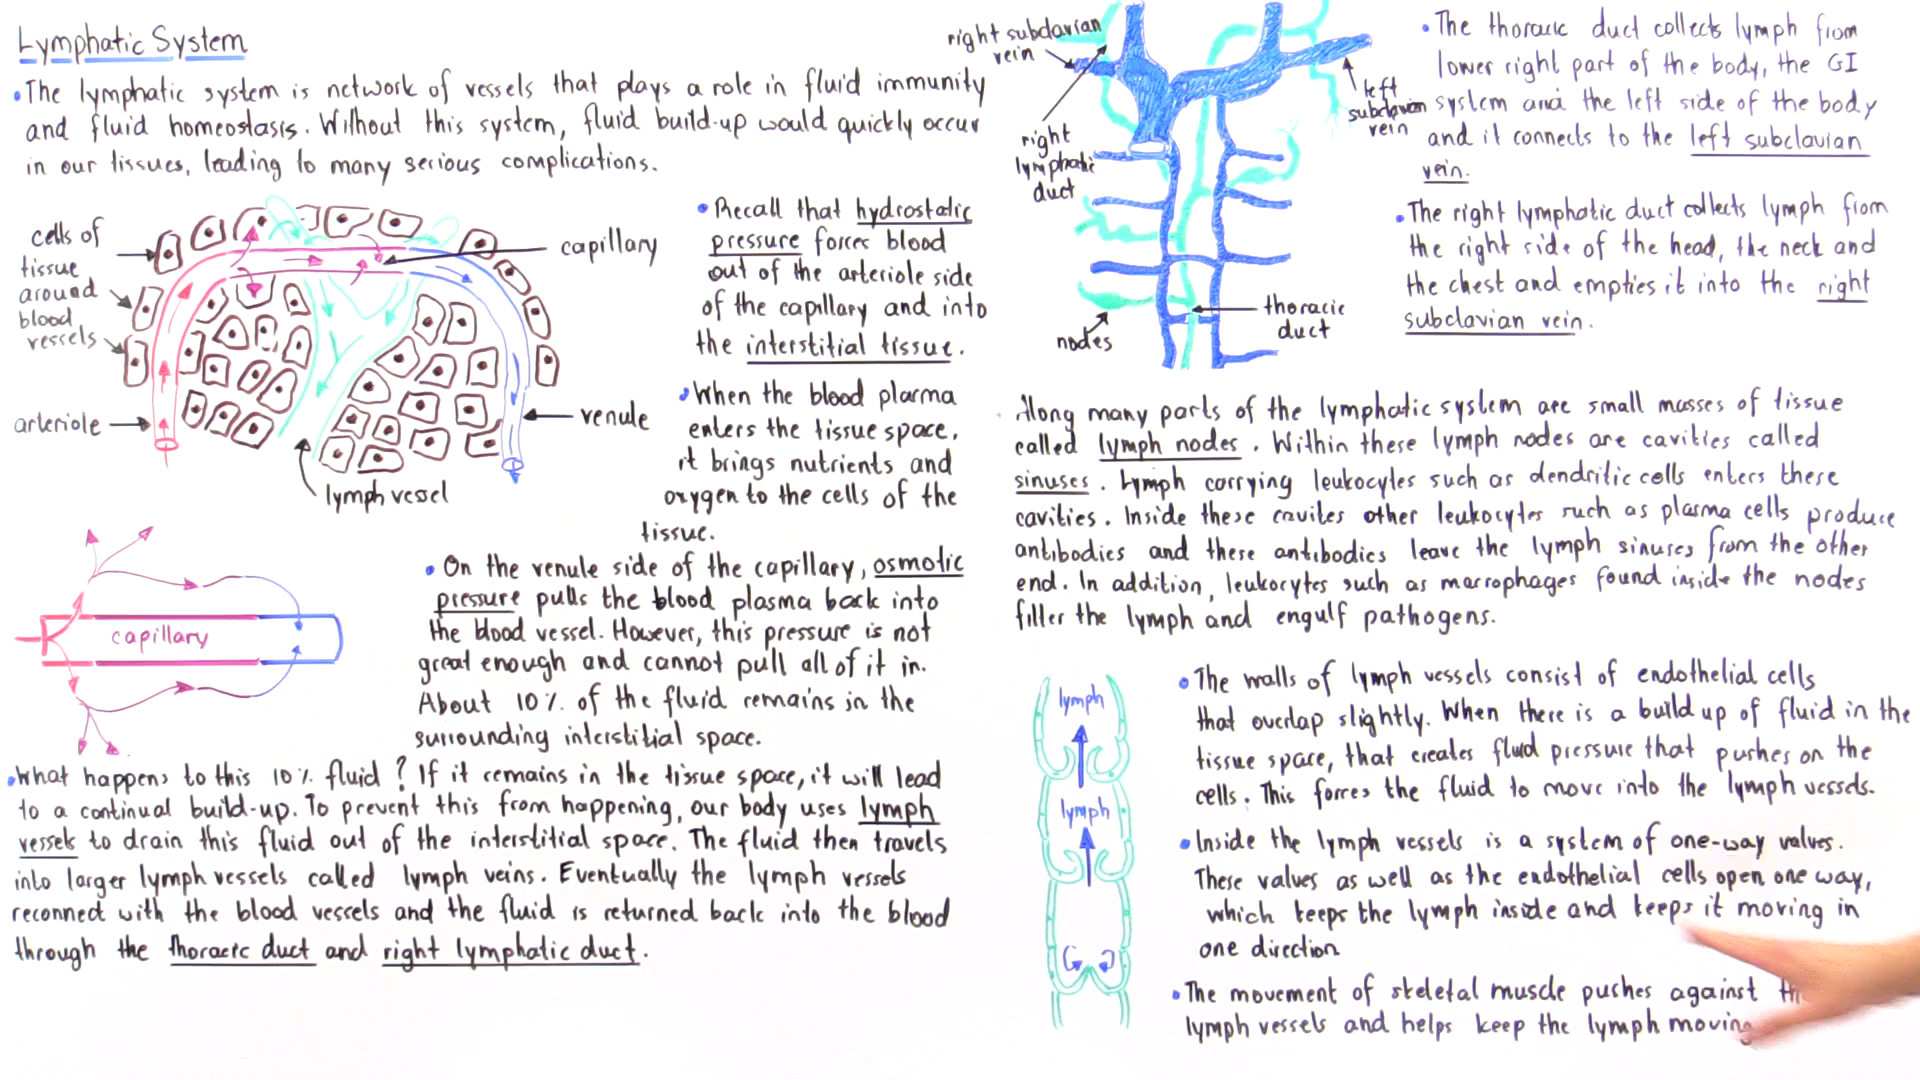 Lymphatic System
• The lymphatic system is network of vessels that plays a role in fluid immunity
and fluid homeostasis. Without this system, fluid build-up would quickly occur
in our tissues, leading to many serious complications.
cells of
tissue
around
blood
vessels
arteriole
capillary
venule
lymph vessel
• Recall that hydrostatic
pressure forces blood
out of the arteriole side
of the capillary and into
the interstitial tissue.
• When the blood plasma
enters the tissue space,
it brings nutrients and
oxygen to the cells of the
tissue.
capillary
• On the venule side of the capillary, osmotic
pressure pulls the blood plasma back into
the blood vessel. However, this pressure is not
great enough and cannot pull all of it in.
About 10% of the fluid remains in the
surrounding interstitial space.
• What happens to this 10% fluid? If it remains in the tissue space, it will lead
to a continual build-up. To prevent this from happening, our body uses lymph
vessels to drain this fluid out of the interstitial space. The fluid then travels
into larger lymph vessels called lymph veins. Eventually the lymph vessels
reconnect with the blood vessels and the fluid is returned back into the blood
through the thoracic duct and right lymphatic duct.
right subclavian
vein
right
lymphatic
duct
left
subclavian
vein
nodes
thoracic
duct
• The thoracic duct collects lymph from
lower right part of the body, the GI
system and the left side of the body
and it connects to the left subclavian
vein.
• The right lymphatic duct collects lymph from
the right side of the head, the neck and
the chest and empties it into the right
subclavian vein.
Along many parts of the lymphatic system are small masses of tissue
called lymph nodes. Within these lymph nodes are cavities called
sinuses. Lymph carrying leukocytes such as dendritic cells enters these
cavities. Inside these cavites other leukocytes such as plasma cells produce
antibodies and these antibodies leave the lymph sinuses from the other
end. In addition, leukocytes such as macrophages found inside the nodes
filter the lymph and engulf pathogens.
lymph
lymph
• The walls of lymph vessels consist of endothelial cells
that overlap slightly. When there is a build up of fluid in the
tissue space, that creates fluid pressure that pushes on the
cells. This forces the fluid to move into the lymph vessels.
• Inside the lymph vessels is a system of one-way valves.
These valves as well as the endothelial cells open one way,
which keeps the lymph inside and keeps it moving in
one direction
• The movement of skeletal muscle pushes against
lymph vessels and helps keep the lymph moving